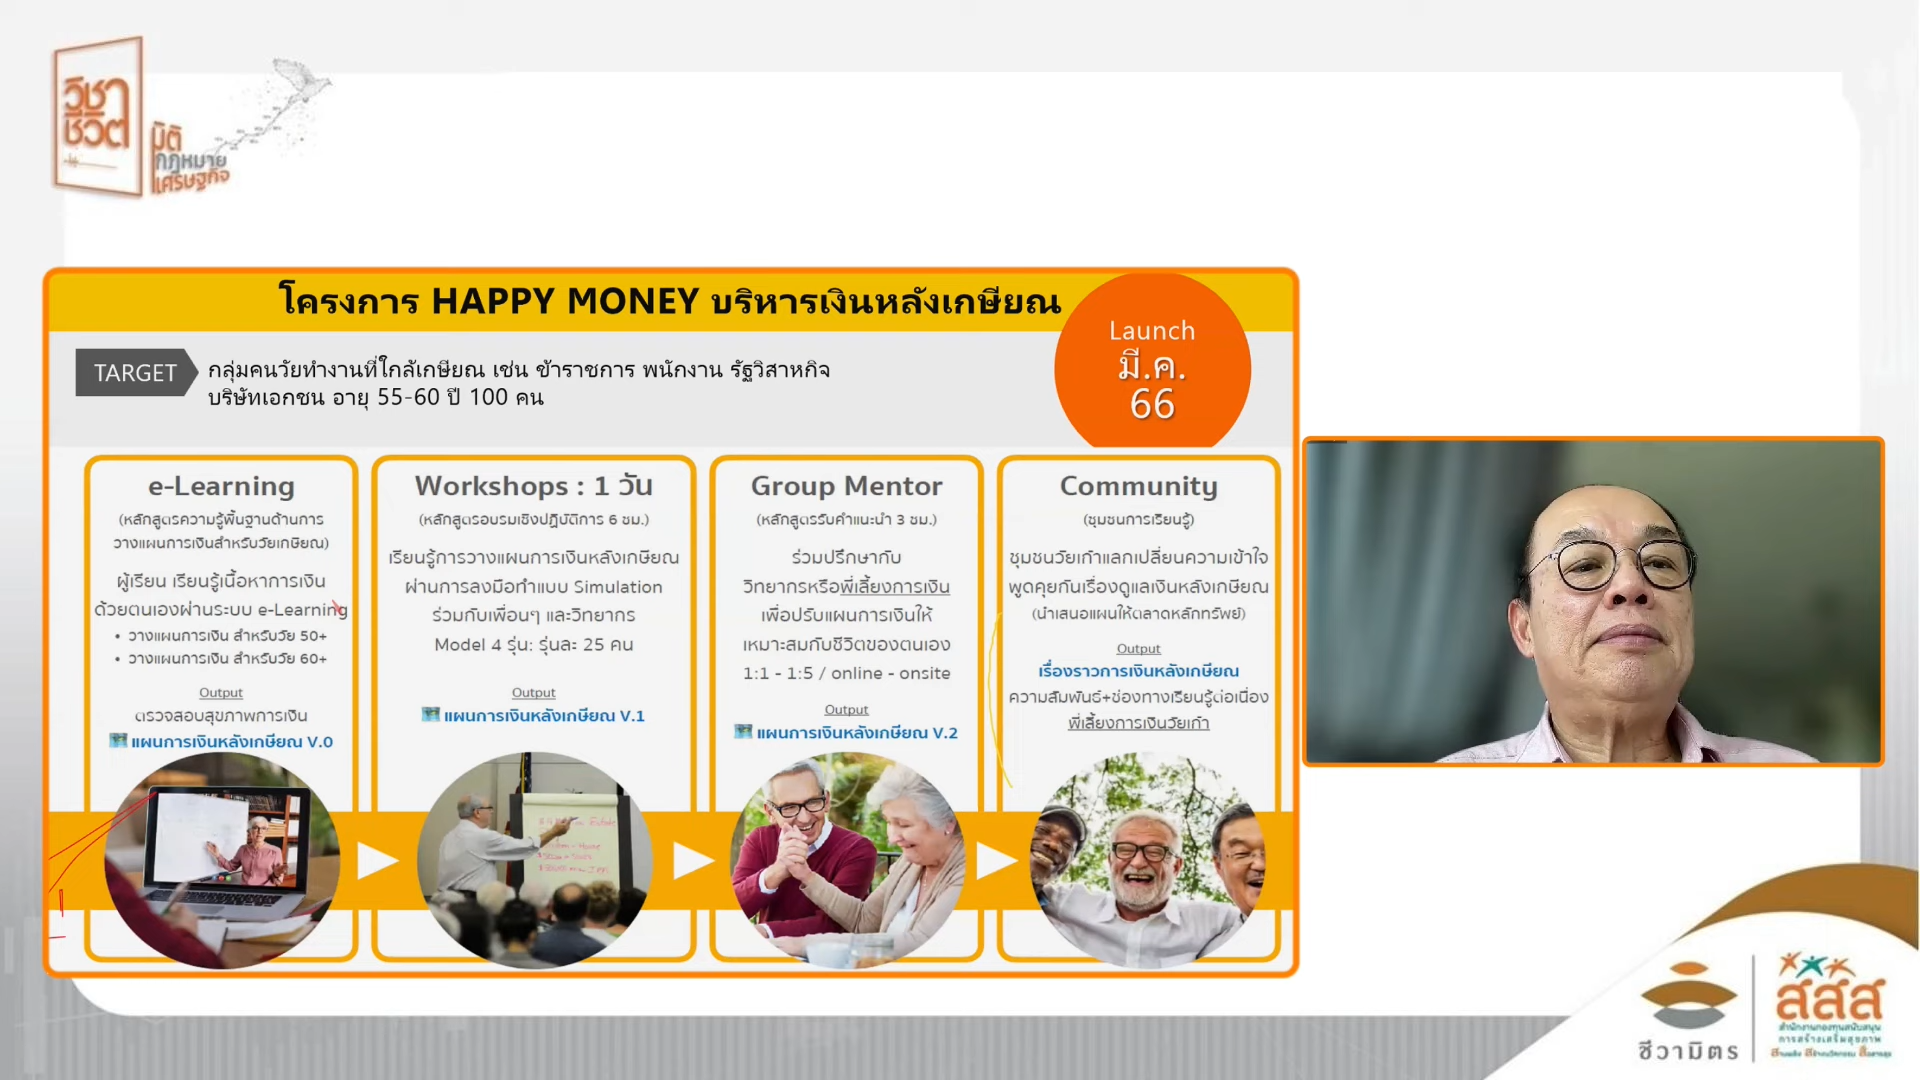 วิชา
ชีวิต
มิติ
กฎหมาย
เศรษฐกิจ
โครงการ HAPPY MONEY บริหารเงินหลังเกษียณ
Launch
มี.ค.
66
TARGET
กลุ่มคนวัยทำงานที่ใกล้เกษียณ เช่น ข้าราชการ พนักงาน รัฐวิสาหกิจ
บริษัทเอกชน อายุ 55-60 ปี 100 คน
e-Learning
(หลักสูตรความรู้พื้นฐานด้านการ
วางแผนการเงินสำหรับวัยเกษียณ)
ผู้เรียน เรียนรู้เนื้อหาการเงิน
ด้วยตนเองผ่านระบบ e-Learning
• วางแผนการเงิน สำหรับวัย 50+
• วางแผนการเงิน สำหรับวัย 60+
Output
ตรวจสอบสุขภาพการเงิน
แผนการเงินหลังเกษียณ V.0
Workshops : 1 วัน
(หลักสูตรอบรมเชิงปฏิบัติการ 6 ชม.)
เรียนรู้การวางแผนการเงินหลังเกษียณ
ผ่านการลงมือทำแบบ Simulation
ร่วมกับเพื่อนๆ และวิทยากร
Model 4 รุ่น: รุ่นละ 25 คน
Output
แผนการเงินหลังเกษียณ V.1
Group Mentor
(หลักสูตรรับคำแนะนำ 3 ชม.)
ร่วมปรึกษากับ
วิทยากรหรือพี่เลี้ยงการเงิน
เพื่อปรับแผนการเงินให้
เหมาะสมกับชีวิตของตนเอง
1:1 - 1:5 / online - onsite
Output
แผนการเงินหลังเกษียณ V.2
Community
(ชุมชนการเรียนรู้)
ชุมชนวัยเก๋าแลกเปลี่ยนความเข้าใจ
พูดคุยกันเรื่องดูแลเงินหลังเกษียณ
(นำเสนอแผนให้ตลาดหลักทรัพย์)
Output
เรื่องราวการเงินหลังเกษียณ
ความสัมพันธ์+ช่องทางเรียนรู้ต่อเนื่อง
พี่เลี้ยงการเงินวัยเก๋า
ชีวามิตร
สสส
สำนักงานกองทุนสนับสนุน
การสร้างเสริมสุขภาพ